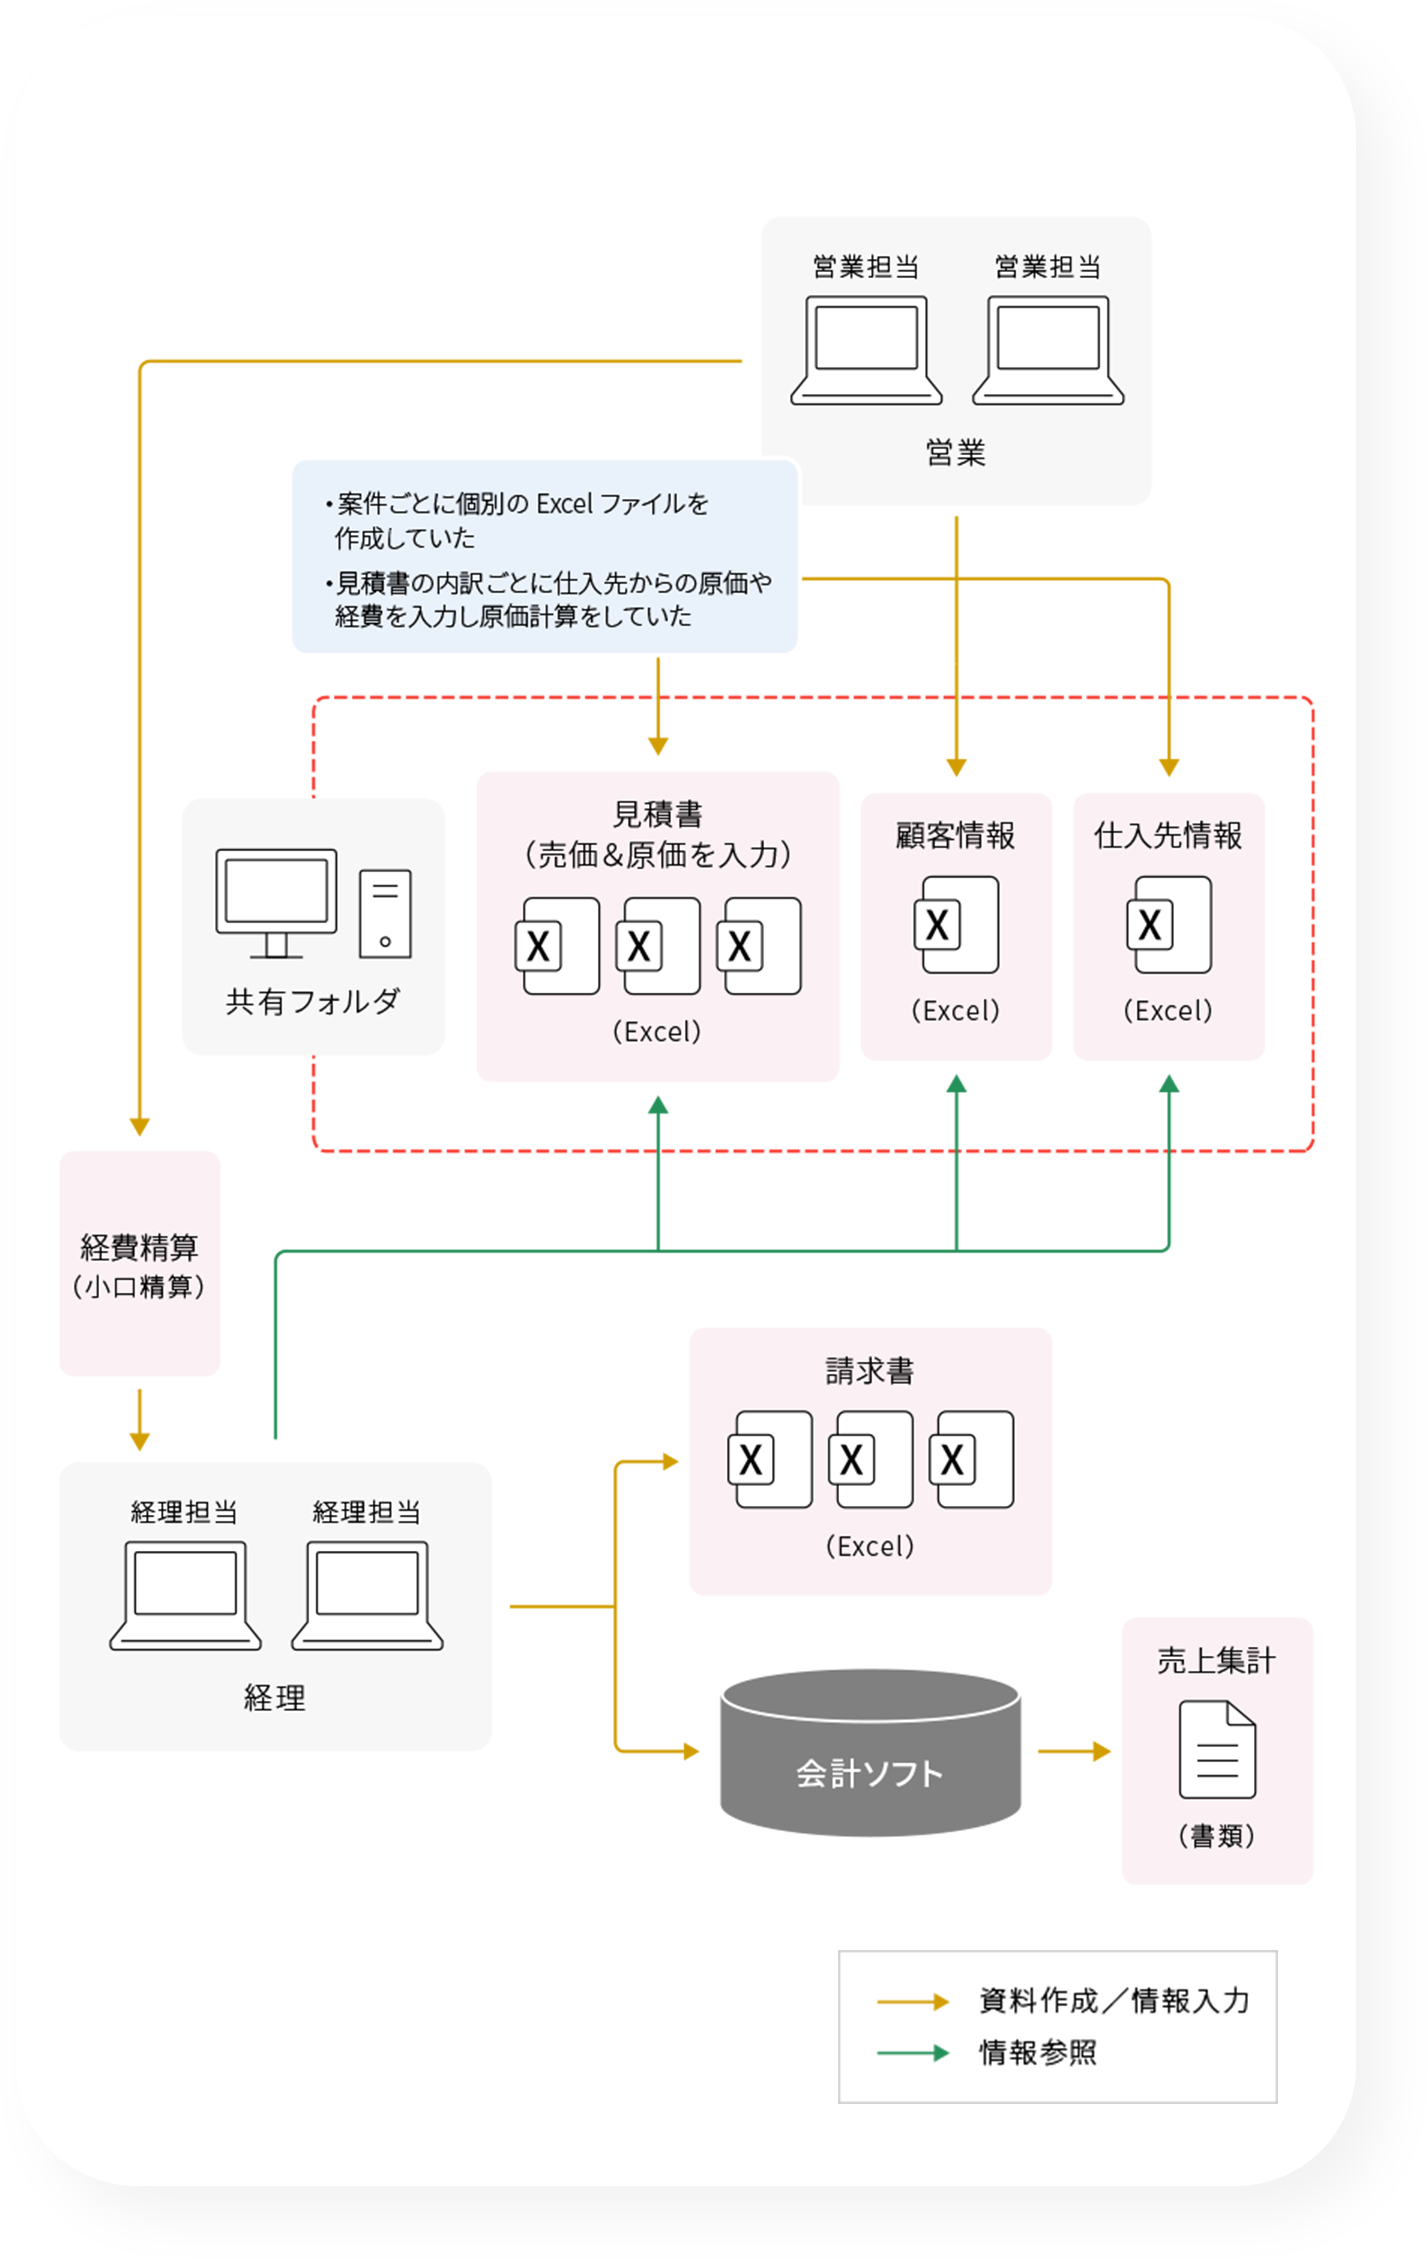 営業担当
営業担当
営業
・案件ごとに個別の Excel ファイルを
作成していた
・見積書の内訳ごとに仕入先からの原価や
経費を入力し原価計算をしていた
共有フォルダ
見積書
（売価＆原価を入力）
X X X
（Excel）
顧客情報
X
（Excel）
仕入先情報
X
（Excel）
経費精算
（小口精算）
経理担当
経理担当
経理
請求書
X X X
（Excel）
会計ソフト
売上集計
（書類）
資料作成／情報入力
情報参照